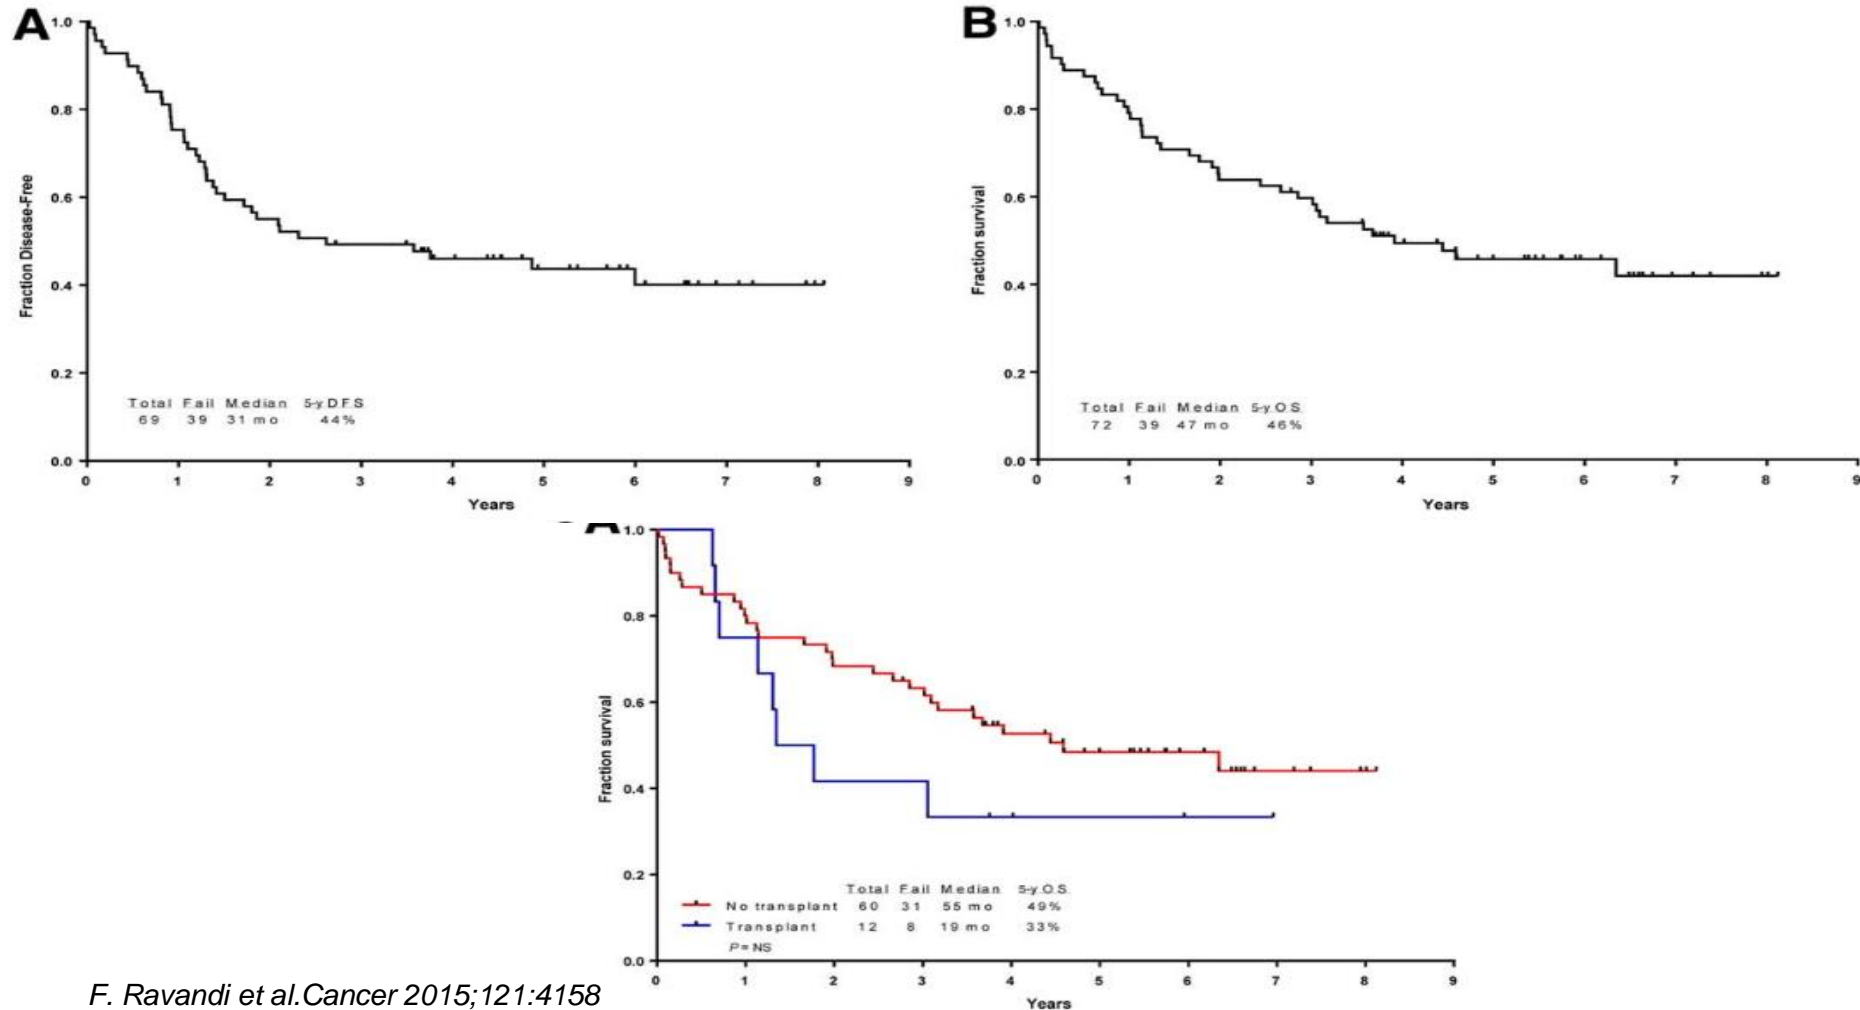 A
1.0
0.8
0.6
0.4
0.2
0.0
Fraction Disease-Free
Total Fail Median 5-y DFS
69 39 31 mo 44%
0 1 2 3 4 5 6 7 8 9
Years
B
1.0
0.8
0.6
0.4
0.2
0.0
Fraction survival
Total Fail Median 5-y OS
72 39 47 mo 46%
0 1 2 3 4 5 6 7 8 9
Years
A
1.0
0.8
0.6
0.4
0.2
0.0
Fraction survival
Total Fail Median 5-y OS
No transplant 60 31 55 mo 49%
Transplant 12 8 19 mo 33%
P= NS
0 1 2 3 4 5 6 7 8 9
Years
F. Ravandi et al.Cancer 2015;121:4158